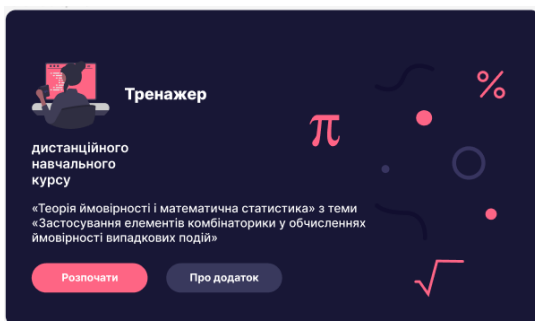 Тренажер
дистанційного
навчального
курсу
«Теорія ймовірності і математична статистика» з теми
«Застосування елементів комбінаторики у обчисленнях
ймовірності випадкових подій»
Розпочати
Про додаток
π
%
√